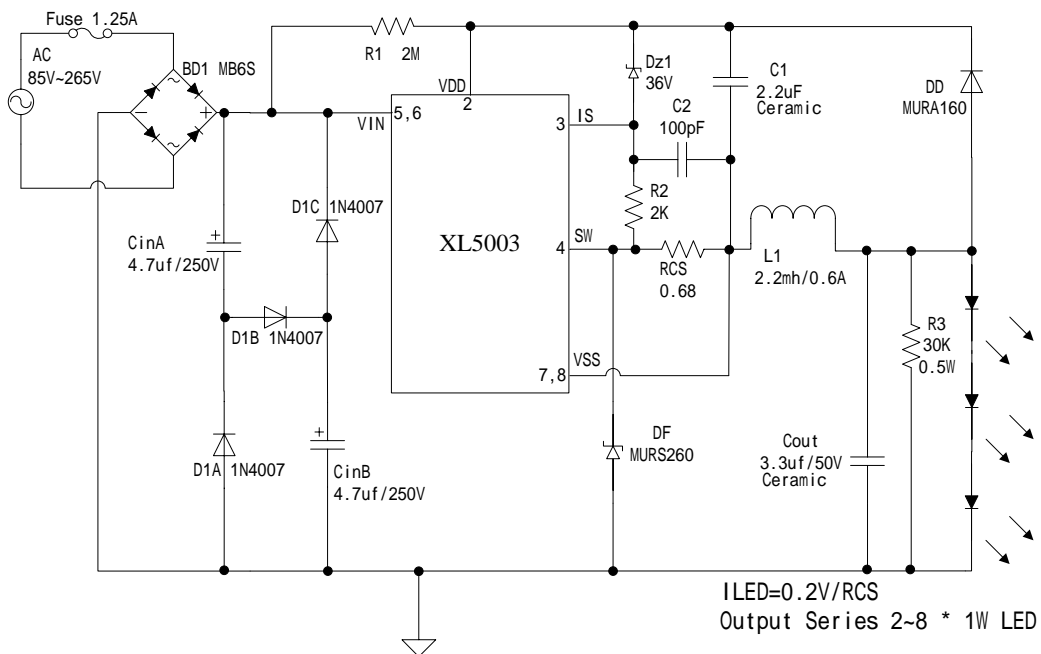 Fuse 1.25A
AC
85V~265V
BD1 MB6S
R1 2M
VDD
2
VIN
5,6
XL5003
3
IS
4
SW
7,8
VSS
Dz1
36V
C1
2.2uF
Ceramic
C2
100pF
DD
MURA160
R2
2K
RCS
0.68
L1
2.2mh/0.6A
CinA
4.7uf/250V
D1C 1N4007
D1B 1N4007
D1A 1N4007
CinB
4.7uf/250V
DF
MURS260
R3
30K
0.5W
Cout
3.3uf/50V
Ceramic
ILED=0.2V/RCS
Output Series 2~8 * 1W LED